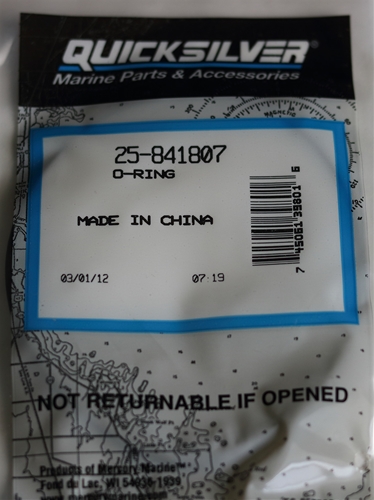 QUICKSILVER®
Marine Parts & Accessories
25-841807
O-RING
MADE IN CHINA
03/01/12 07:19
7 45061 35801 6
NOT RETURNABLE IF OPENED
Products of Mercury Marine
Fond du Lac, WI 54936-1939